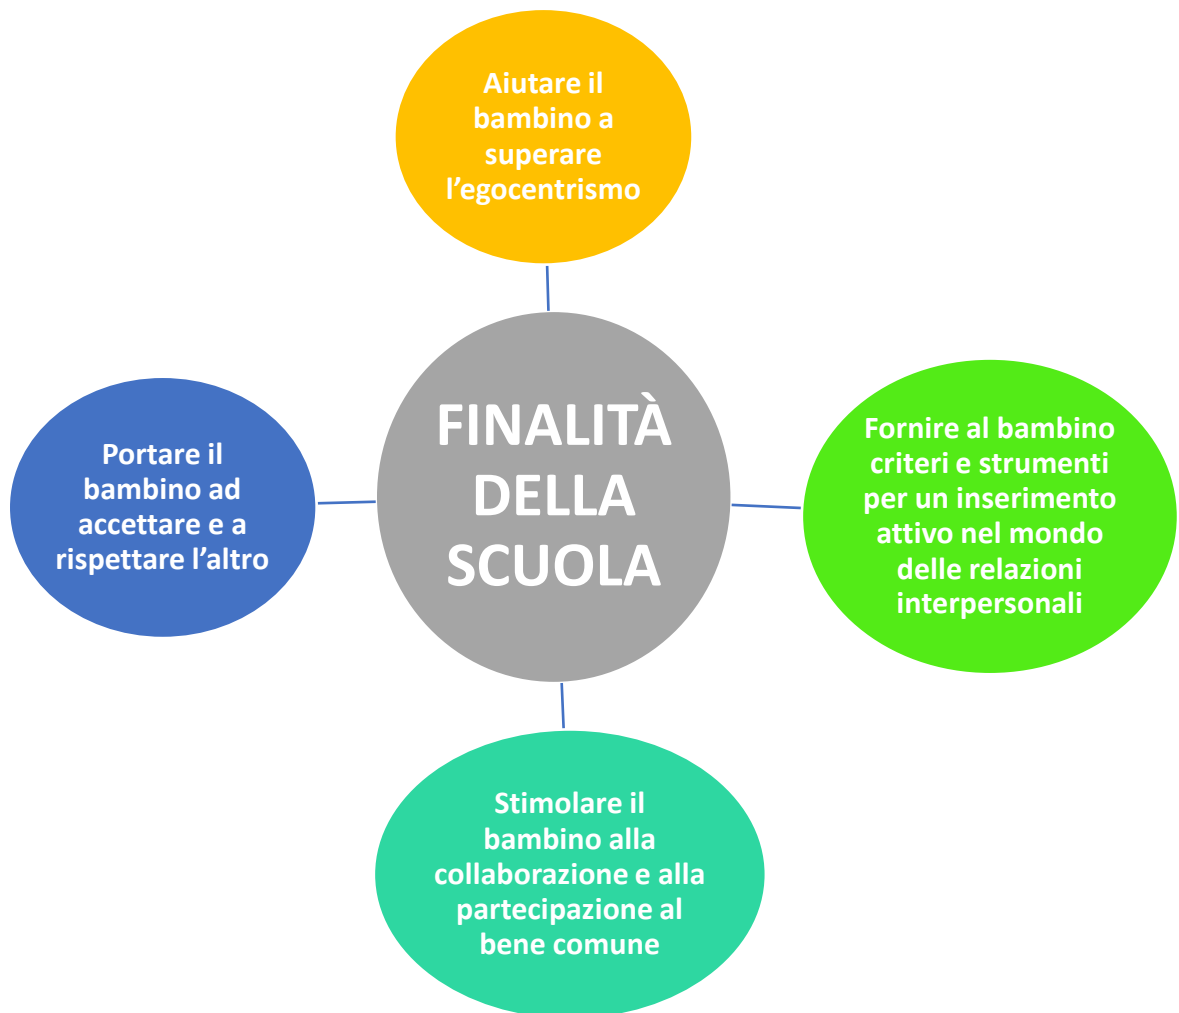 Aiutare il
bambino a
superare
l’egocentrismo
FINALITÀ
DELLA
SCUOLA
Portare il
bambino ad
accettare e a
rispettare l’altro
Fornire al bambino
criteri e strumenti
per un inserimento
attivo nel mondo
delle relazioni
interpersonali
Stimolare il
bambino alla
collaborazione e alla
partecipazione al
bene comune